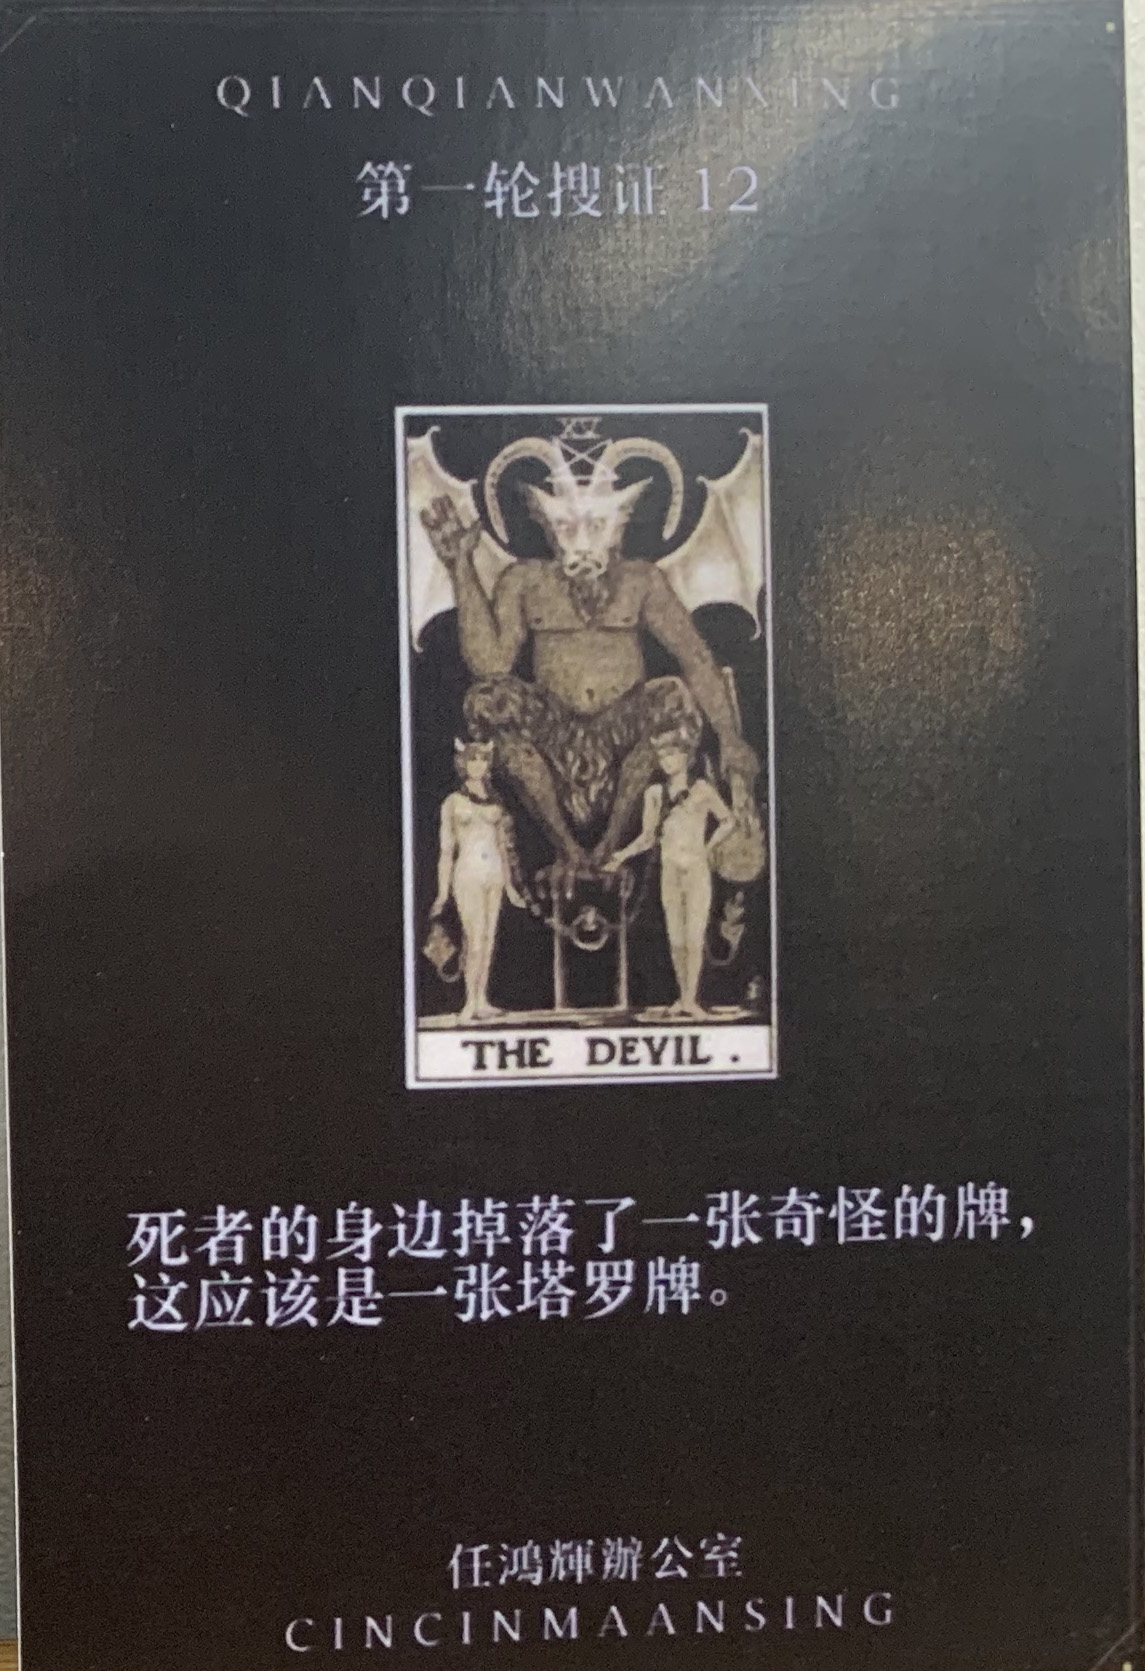 QIANQIANWANXING
第一轮搜证 12
XV
THE DEVIL .
死者的身边掉落了一张奇怪的牌，
这应该是一张塔罗牌。
任鴻輝辦公室
CINCINMAANSING